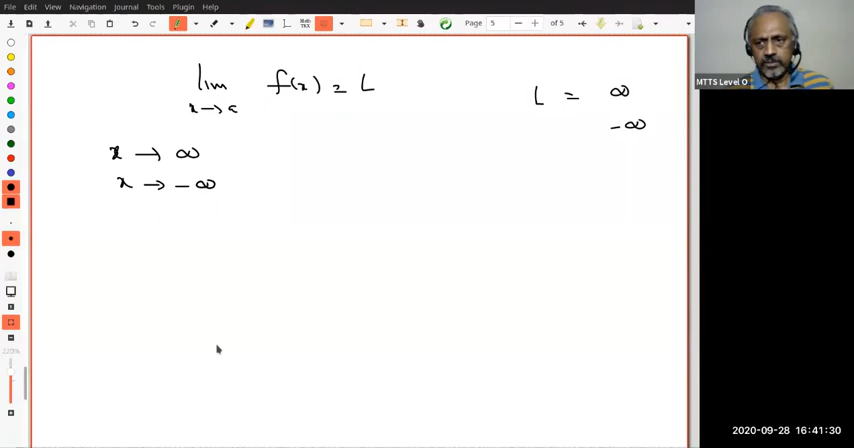 File Edit View Navigation Journal Tools Plugin Help
Page 5 of 5
lim f(x) = L
x → c
L = ∞
- ∞
x → ∞
x → - ∞
MTTS Level O
220%
2020-09-28 16:41:30